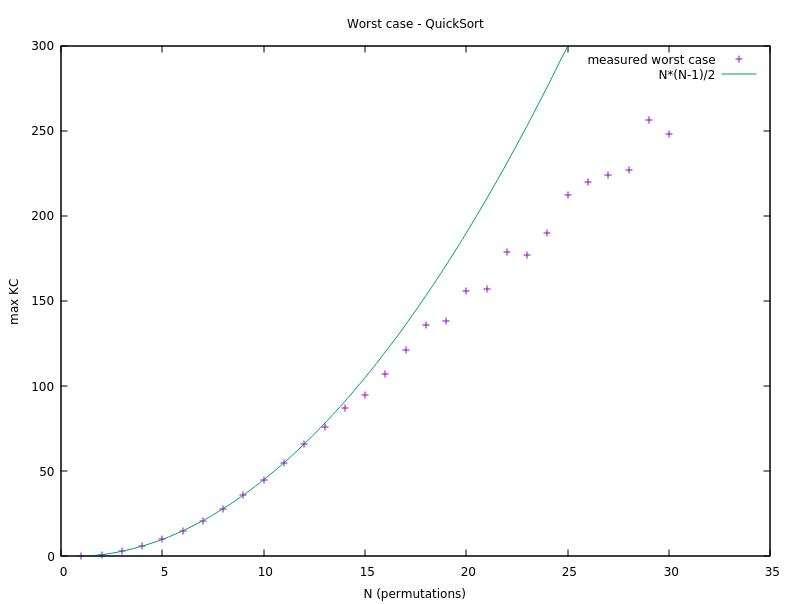 Worst case - QuickSort
measured worst case
N*(N-1)/2
300
250
200
150
100
50
0
max KC
0 5 10 15 20 25 30 35
N (permutations)